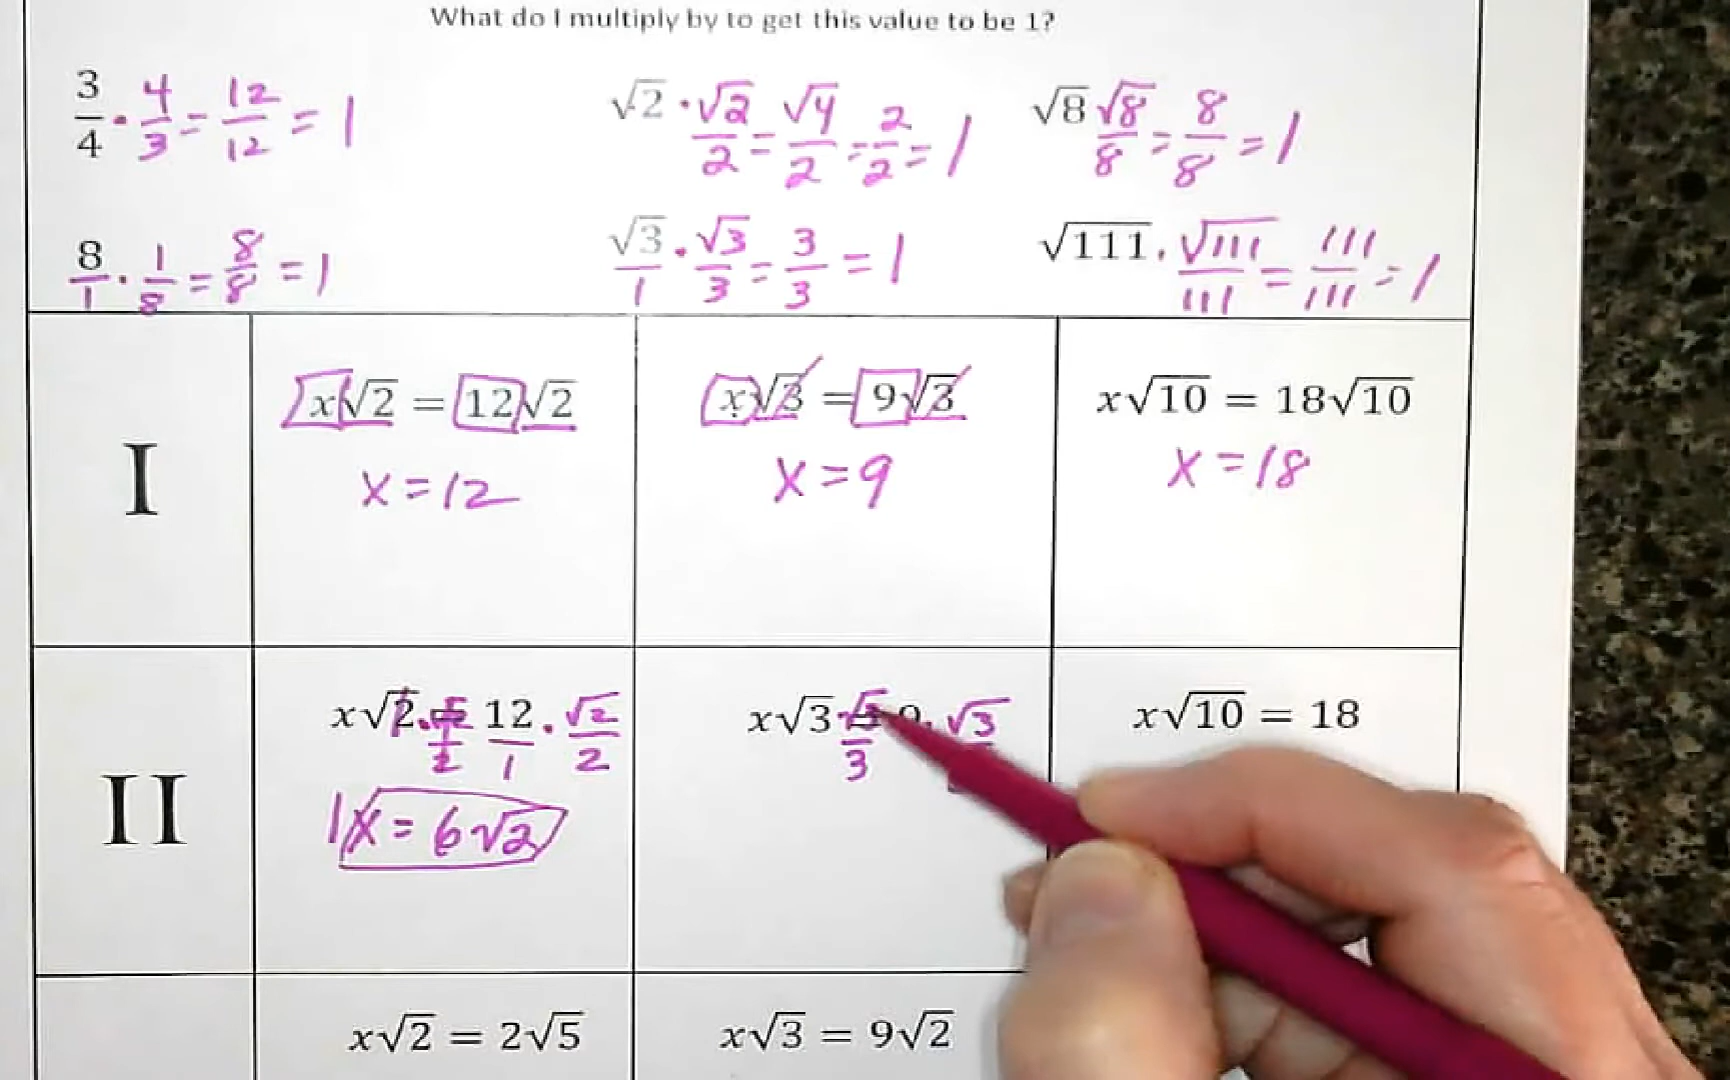 What do I multiply by to get this value to be 1?
3/4 · 4/3 = 12/12 = 1
√2 · √2/2 = √4/2 = 2/2 = 1
√8 √8/8 = 8/8 = 1
8/1 · 1/8 = 8/8 = 1
√3/1 · √3/3 = 3/3 = 1
√111 · √111/111 = 111/111 = 1
I
x√2 = 12√2
x = 12
x√3 = 9√3
x = 9
x√10 = 18√10
x = 18
II
x√2 · √2/2 = 12/1 · √2/2
1x = 6√2
x√3 √3/3 · √3
x√10 = 18
x√2 = 2√5
x√3 = 9√2